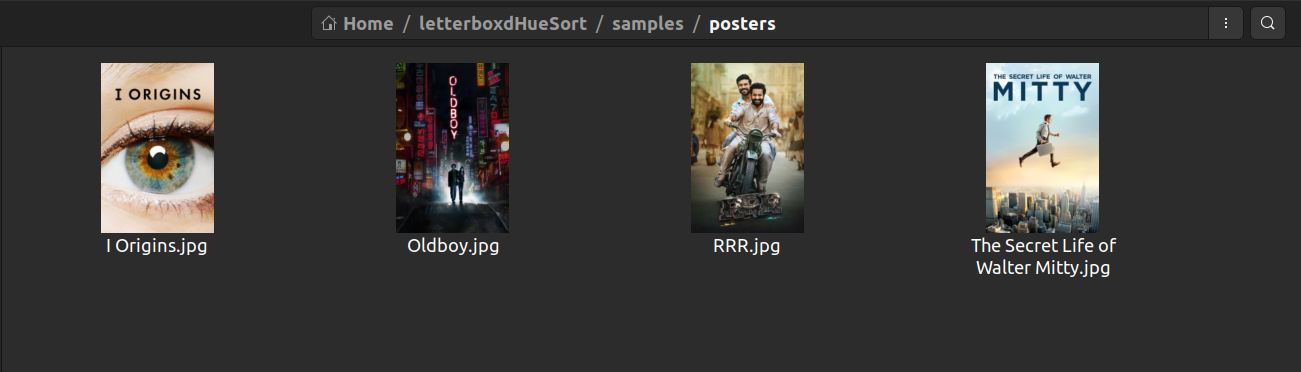 Home / letterboxdHueSort / samples / posters
I ORIGINS
OLDBOY
THE SECRET LIFE OF WALTER
MITTY
I Origins.jpg
Oldboy.jpg
RRR.jpg
The Secret Life of
Walter Mitty.jpg